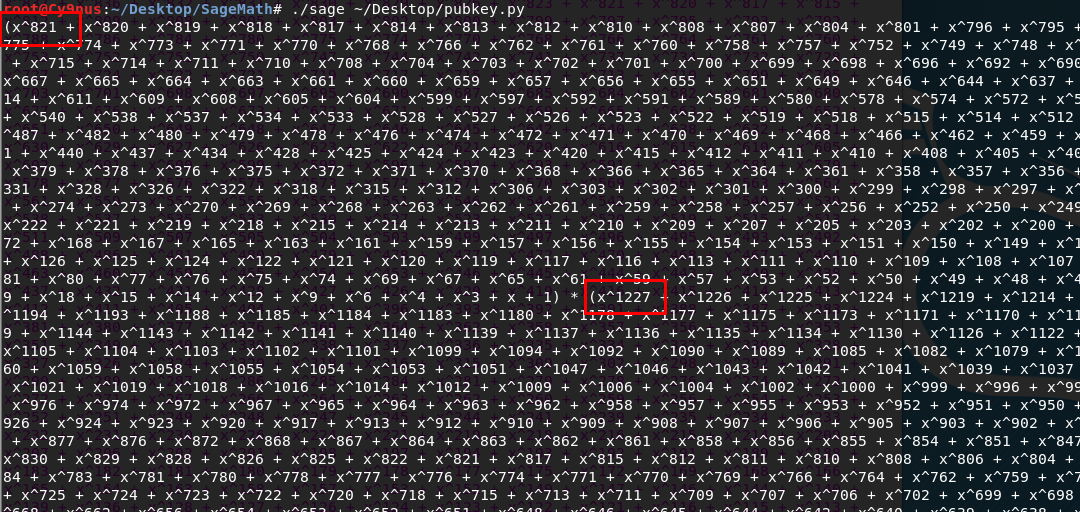 root@Cy9nus:~/Desktop/SageMath# ./sage ~/Desktop/pubkey.py
(x^821 + x^820 + x^819 + x^818 + x^817 + x^814 + x^813 + x^812 + x^810 + x^808 + x^807 + x^804 + x^801 + x^796 + x^795 +
775 + x^774 + x^773 + x^771 + x^770 + x^768 + x^766 + x^762 + x^761 + x^760 + x^758 + x^757 + x^752 + x^749 + x^748 + x
+ x^715 + x^714 + x^711 + x^710 + x^708 + x^704 + x^703 + x^702 + x^701 + x^700 + x^699 + x^698 + x^696 + x^692 + x^690
x^667 + x^665 + x^664 + x^663 + x^661 + x^660 + x^659 + x^657 + x^656 + x^655 + x^651 + x^649 + x^646 + x^644 + x^637 +
14 + x^611 + x^609 + x^608 + x^605 + x^604 + x^599 + x^597 + x^592 + x^591 + x^589 + x^580 + x^578 + x^574 + x^572 + x^5
+ x^540 + x^538 + x^537 + x^534 + x^533 + x^528 + x^527 + x^526 + x^523 + x^522 + x^519 + x^518 + x^515 + x^514 + x^512
^487 + x^482 + x^480 + x^479 + x^478 + x^476 + x^474 + x^472 + x^471 + x^470 + x^469 + x^468 + x^466 + x^462 + x^459 + x
1 + x^440 + x^437 + x^434 + x^428 + x^425 + x^424 + x^423 + x^420 + x^415 + x^412 + x^411 + x^410 + x^408 + x^405 + x^40
x^379 + x^378 + x^376 + x^375 + x^372 + x^371 + x^370 + x^368 + x^366 + x^365 + x^364 + x^361 + x^358 + x^357 + x^356 +
331 + x^328 + x^326 + x^322 + x^318 + x^315 + x^312 + x^306 + x^303 + x^302 + x^301 + x^300 + x^299 + x^298 + x^297 + x^
+ x^274 + x^273 + x^270 + x^269 + x^268 + x^263 + x^262 + x^261 + x^259 + x^258 + x^257 + x^256 + x^252 + x^250 + x^249
x^222 + x^221 + x^219 + x^218 + x^215 + x^214 + x^212 + x^211 + x^210 + x^209 + x^207 + x^205 + x^203 + x^202 + x^200 +
72 + x^168 + x^167 + x^165 + x^163 + x^161 + x^159 + x^157 + x^156 + x^155 + x^154 + x^153 + x^151 + x^150 + x^149 + x^1
+ x^126 + x^125 + x^124 + x^122 + x^121 + x^120 + x^119 + x^117 + x^116 + x^113 + x^111 + x^110 + x^109 + x^108 + x^107
81 + x^80 + x^77 + x^76 + x^75 + x^74 + x^69 + x^67 + x^65 + x^61 + x^59 + x^57 + x^53 + x^52 + x^50 + x^49 + x^48 + x^4
9 + x^18 + x^15 + x^14 + x^12 + x^9 + x^6 + x^4 + x^3 + x + 1) * (x^1227 + x^1226 + x^1225 + x^1224 + x^1219 + x^1214 +
^1194 + x^1193 + x^1188 + x^1185 + x^1184 + x^1183 + x^1180 + x^1178 + x^1177 + x^1175 + x^1173 + x^1171 + x^1170 + x^11
9 + x^1144 + x^1143 + x^1142 + x^1141 + x^1140 + x^1139 + x^1137 + x^1136 + x^1135 + x^1134 + x^1130 + x^1126 + x^1122 +
x^1105 + x^1104 + x^1103 + x^1102 + x^1101 + x^1099 + x^1094 + x^1092 + x^1090 + x^1089 + x^1085 + x^1082 + x^1079 + x^1
60 + x^1059 + x^1058 + x^1055 + x^1054 + x^1053 + x^1051 + x^1047 + x^1046 + x^1043 + x^1042 + x^1041 + x^1039 + x^1037
+ x^1021 + x^1019 + x^1018 + x^1016 + x^1014 + x^1012 + x^1009 + x^1006 + x^1004 + x^1002 + x^1000 + x^999 + x^996 + x^99
+ x^976 + x^974 + x^972 + x^967 + x^965 + x^964 + x^963 + x^962 + x^958 + x^957 + x^955 + x^953 + x^952 + x^951 + x^950 +
926 + x^924 + x^923 + x^920 + x^917 + x^913 + x^912 + x^910 + x^909 + x^908 + x^907 + x^906 + x^905 + x^903 + x^902 + x^
+ x^877 + x^876 + x^872 + x^868 + x^867 + x^864 + x^863 + x^862 + x^861 + x^858 + x^856 + x^855 + x^854 + x^851 + x^847
x^830 + x^829 + x^828 + x^826 + x^825 + x^822 + x^821 + x^817 + x^815 + x^812 + x^811 + x^810 + x^808 + x^806 + x^804 +
84 + x^783 + x^781 + x^780 + x^778 + x^777 + x^774 + x^771 + x^770 + x^769 + x^766 + x^764 + x^762 + x^759 + x^7
+ x^725 + x^724 + x^723 + x^722 + x^720 + x^718 + x^715 + x^713 + x^711 + x^709 + x^707 + x^706 + x^702 + x^699 + x^698